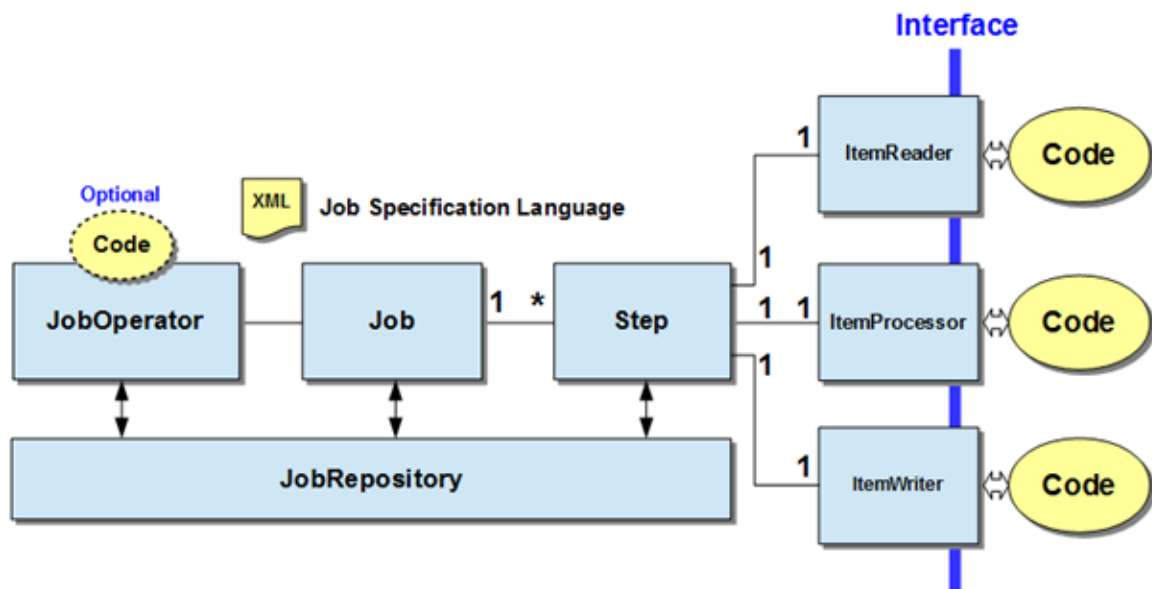 Interface
1
ItemReader
Code
Optional
Code
XML
Job Specification Language
1
JobOperator
Job
1 *
Step
1 1
ItemProcessor
Code
1
JobRepository
1
ItemWriter
Code